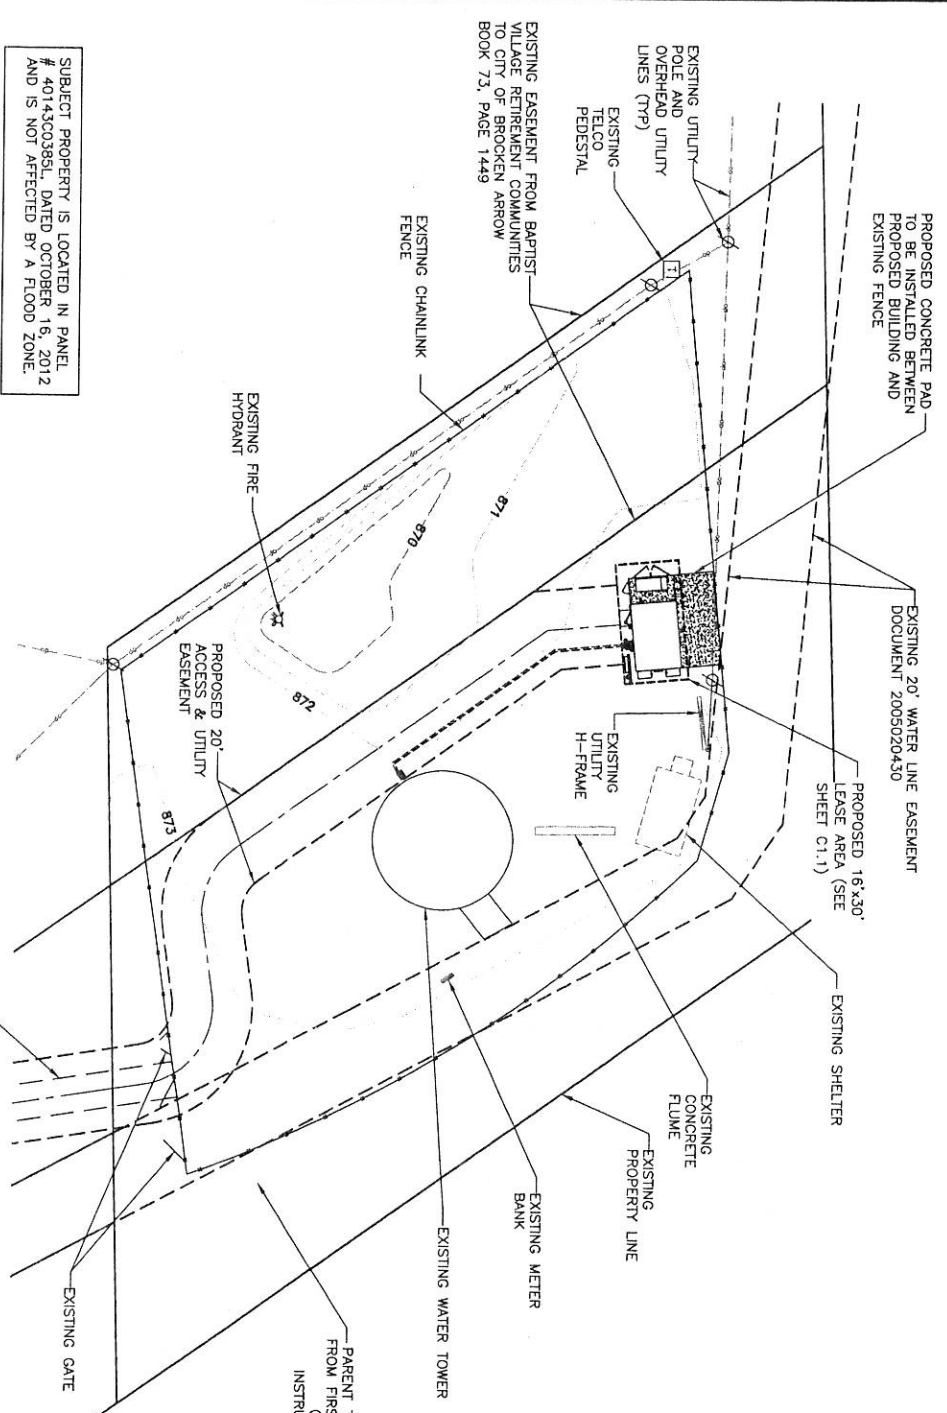 PROPOSED CONCRETE PAD
TO BE INSTALLED BETWEEN
PROPOSED BUILDING AND
EXISTING FENCE
EXISTING 20' WATER LINE EASEMENT
DOCUMENT 2005020430
PROPOSED 16'x30'
LEASE AREA (SEE
SHEET C1.1)
EXISTING SHELTER
EXISTING UTILITY
POLE AND
OVERHEAD UTILITY
LINES (TYP)
EXISTING
TELCO
PEDESTAL
T
EXISTING EASEMENT FROM BAPTIST
VILLAGE RETIREMENT COMMUNITIES
TO CITY OF BROCKEN ARROW
BOOK 73, PAGE 1449
EXISTING CHAINLINK
FENCE
EXISTING FIRE
HYDRANT
871
870
872
873
EXISTING
UTILITY
H-FRAME
PROPOSED 20'
ACCESS & UTILITY
EASEMENT
EXISTING
CONCRETE
FLUME
EXISTING
PROPERTY LINE
EXISTING METER
BANK
EXISTING WATER TOWER
PARENT
FROM FIRS
INSTRU
EXISTING GATE
SUBJECT PROPERTY IS LOCATED IN PANEL
# 40143C0385L, DATED OCTOBER 16, 2012
AND IS NOT AFFECTED BY A FLOOD ZONE.